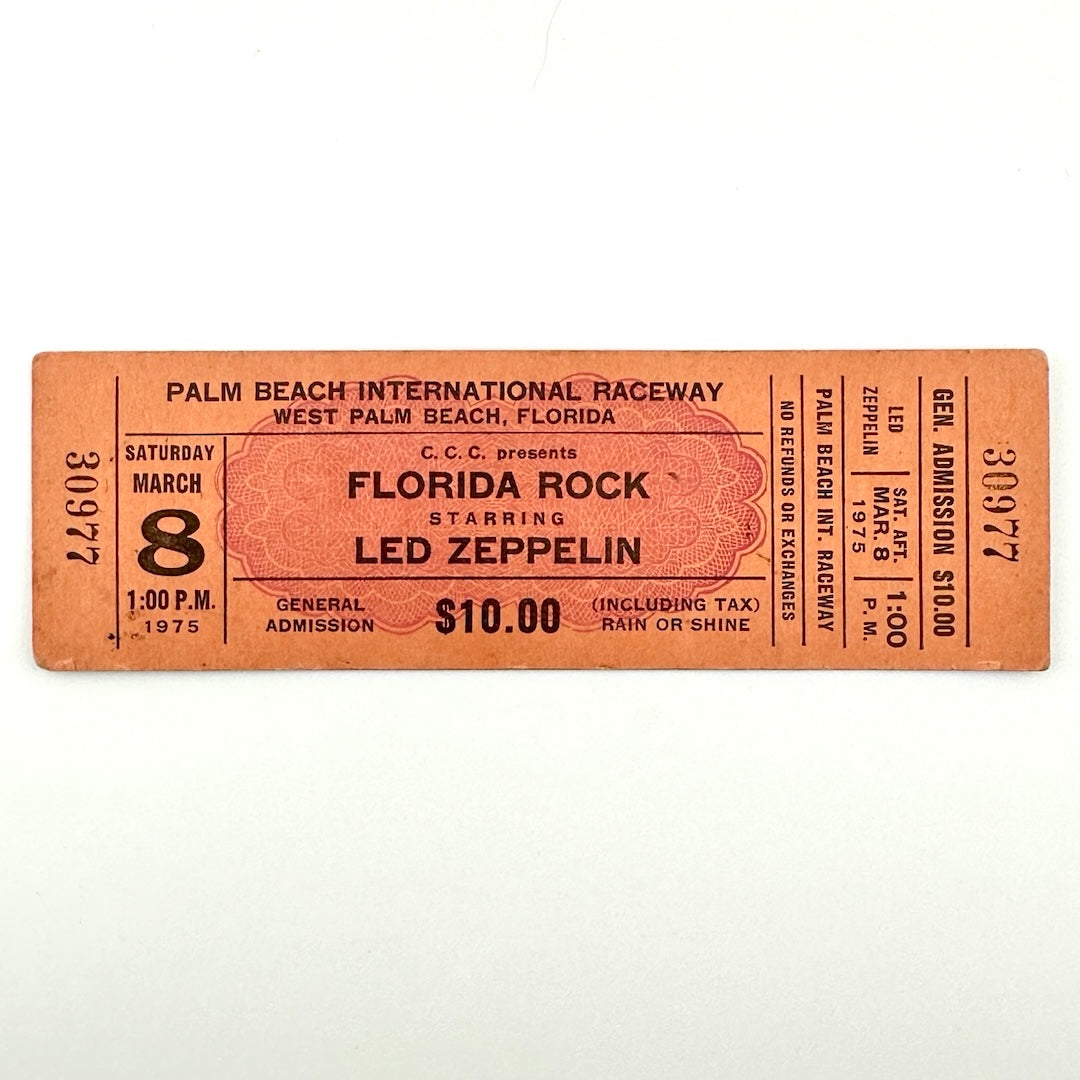 30977
PALM BEACH INTERNATIONAL RACEWAY
WEST PALM BEACH, FLORIDA
SATURDAY
MARCH
8
1:00 P.M.
1975
C. C. C. presents
FLORIDA ROCK
STARRING
LED ZEPPELIN
GENERAL
ADMISSION
$10.00
(INCLUDING TAX)
RAIN OR SHINE
NO REFUNDS OR EXCHANGES
PALM BEACH INT. RACEWAY
LED
ZEPPELIN
SAT. AFT.
MAR. 8
1975
1:00
P. M.
GEN. ADMISSION $10.00
30977